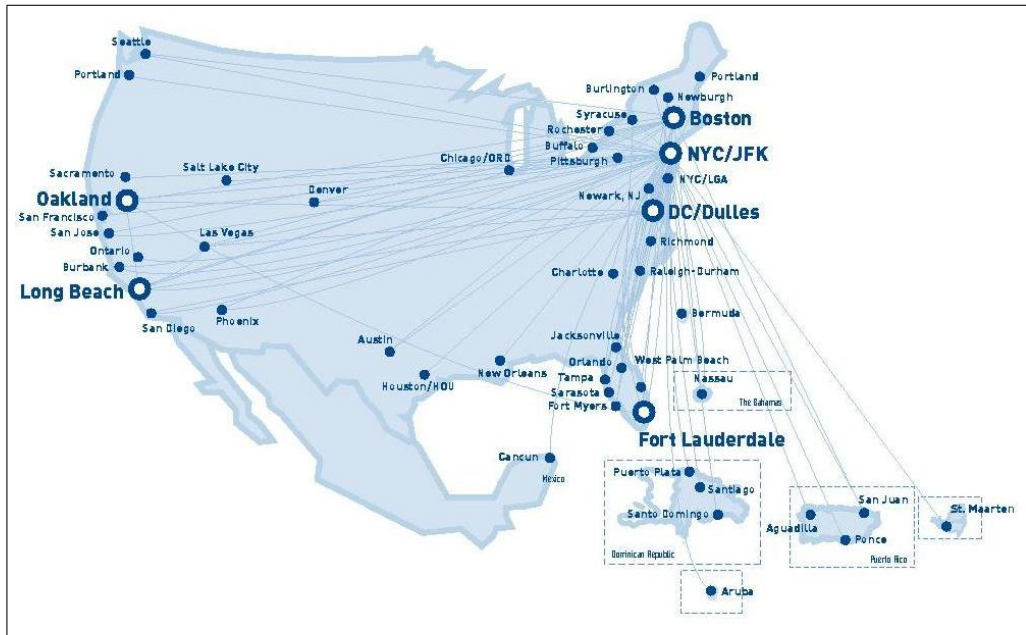 Seattle
Portland
Portland
Burlington
Newburgh
Syracuse
Boston
Rochester
Buffalo
NYC/JFK
Chicago/ORD
Pittsburgh
Salt Lake City
Sacramento
NYC/LGA
Denver
Newark, NJ
Oakland
DC/Dulles
San Francisco
San Jose
Las Vegas
Richmond
Ontario
Burbank
Charlotte
Raleigh-Durham
Long Beach
Bermuda
San Diego
Phoenix
Jacksonville
Austin
Orlando
West Palm Beach
New Orleans
Tampa
Nassau
Houston/HOU
Sarasota
The Bahamas
Fort Myers
Fort Lauderdale
Cancun
Mexico
Puerto Plata
Santiago
San Juan
St. Maarten
Santo Domingo
Aguadilla
Ponce
Dominican Republic
Puerto Rico
Aruba